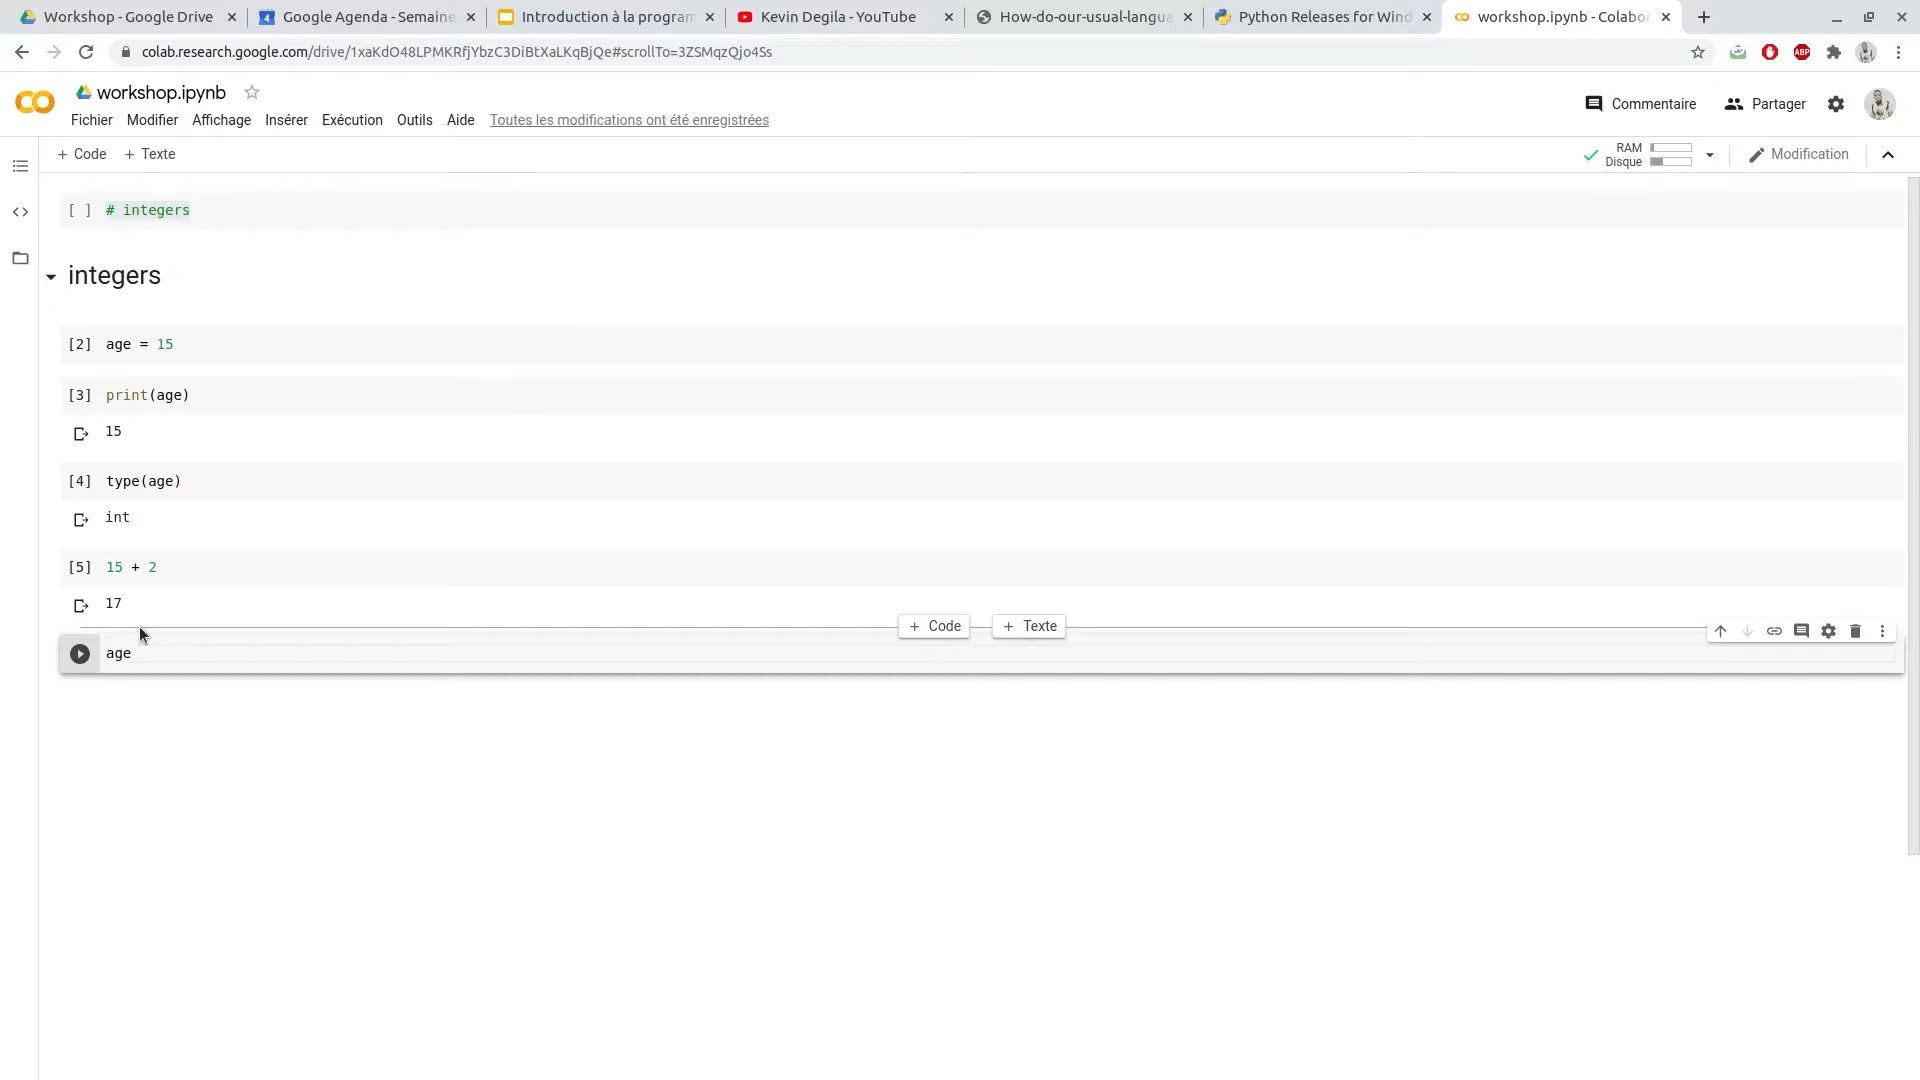 Workshop - Google Drive
Google Agenda - Semaine
Introduction à la program
Kevin Degila - YouTube
How-do-our-usual-langua
Python Releases for Wind
workshop.ipynb - Colabor
colab.research.google.com/drive/1xaKdO48LPMKRfjYbzC3DiBtXaLKqBjQe#scrollTo=3ZSMqzQjo4Ss
ABP
workshop.ipynb
Commentaire
Partager
Fichier Modifier Affichage Insérer Exécution Outils Aide Toutes les modifications ont été enregistrées
+ Code + Texte
RAM
Disque
Modification
[ ] # integers
integers
[2] age = 15
[3] print(age)
15
[4] type(age)
int
[5] 15 + 2
17
+ Code + Texte
age